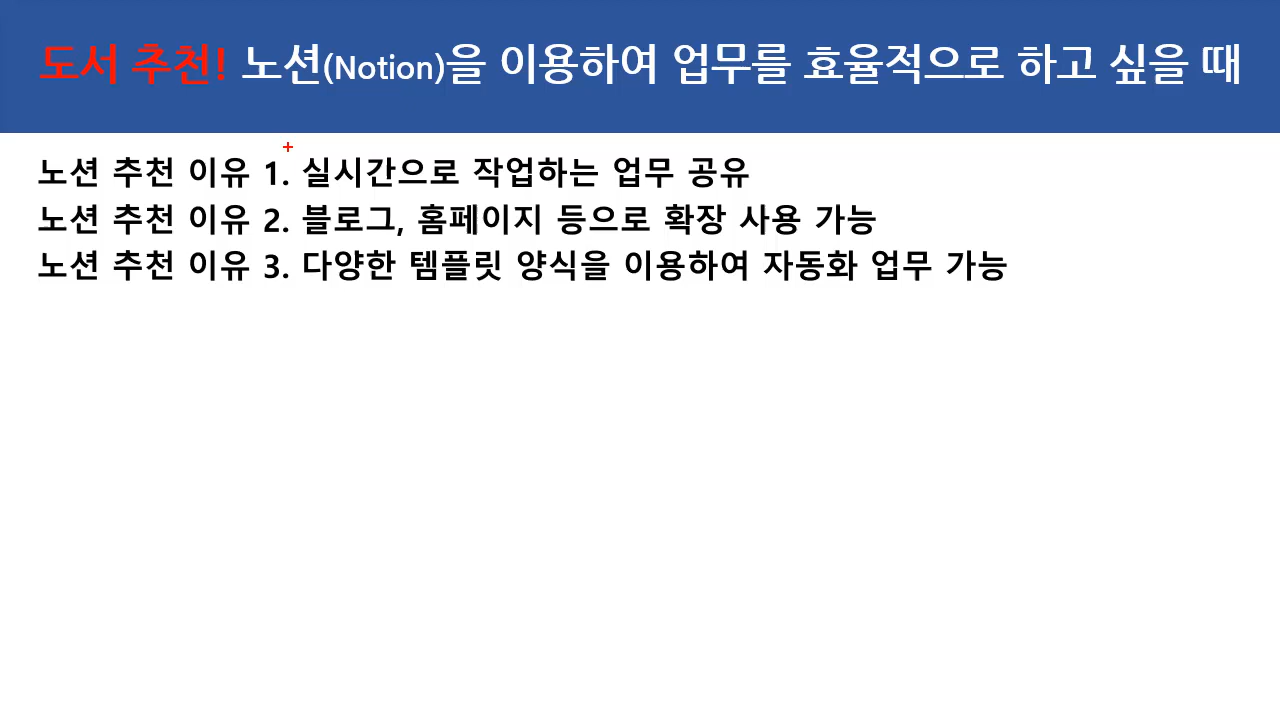 도서 추천! 노션(Notion)을 이용하여 업무를 효율적으로 하고 싶을 때
노션 추천 이유 1. 실시간으로 작업하는 업무 공유
노션 추천 이유 2. 블로그, 홈페이지 등으로 확장 사용 가능
노션 추천 이유 3. 다양한 템플릿 양식을 이용하여 자동화 업무 가능